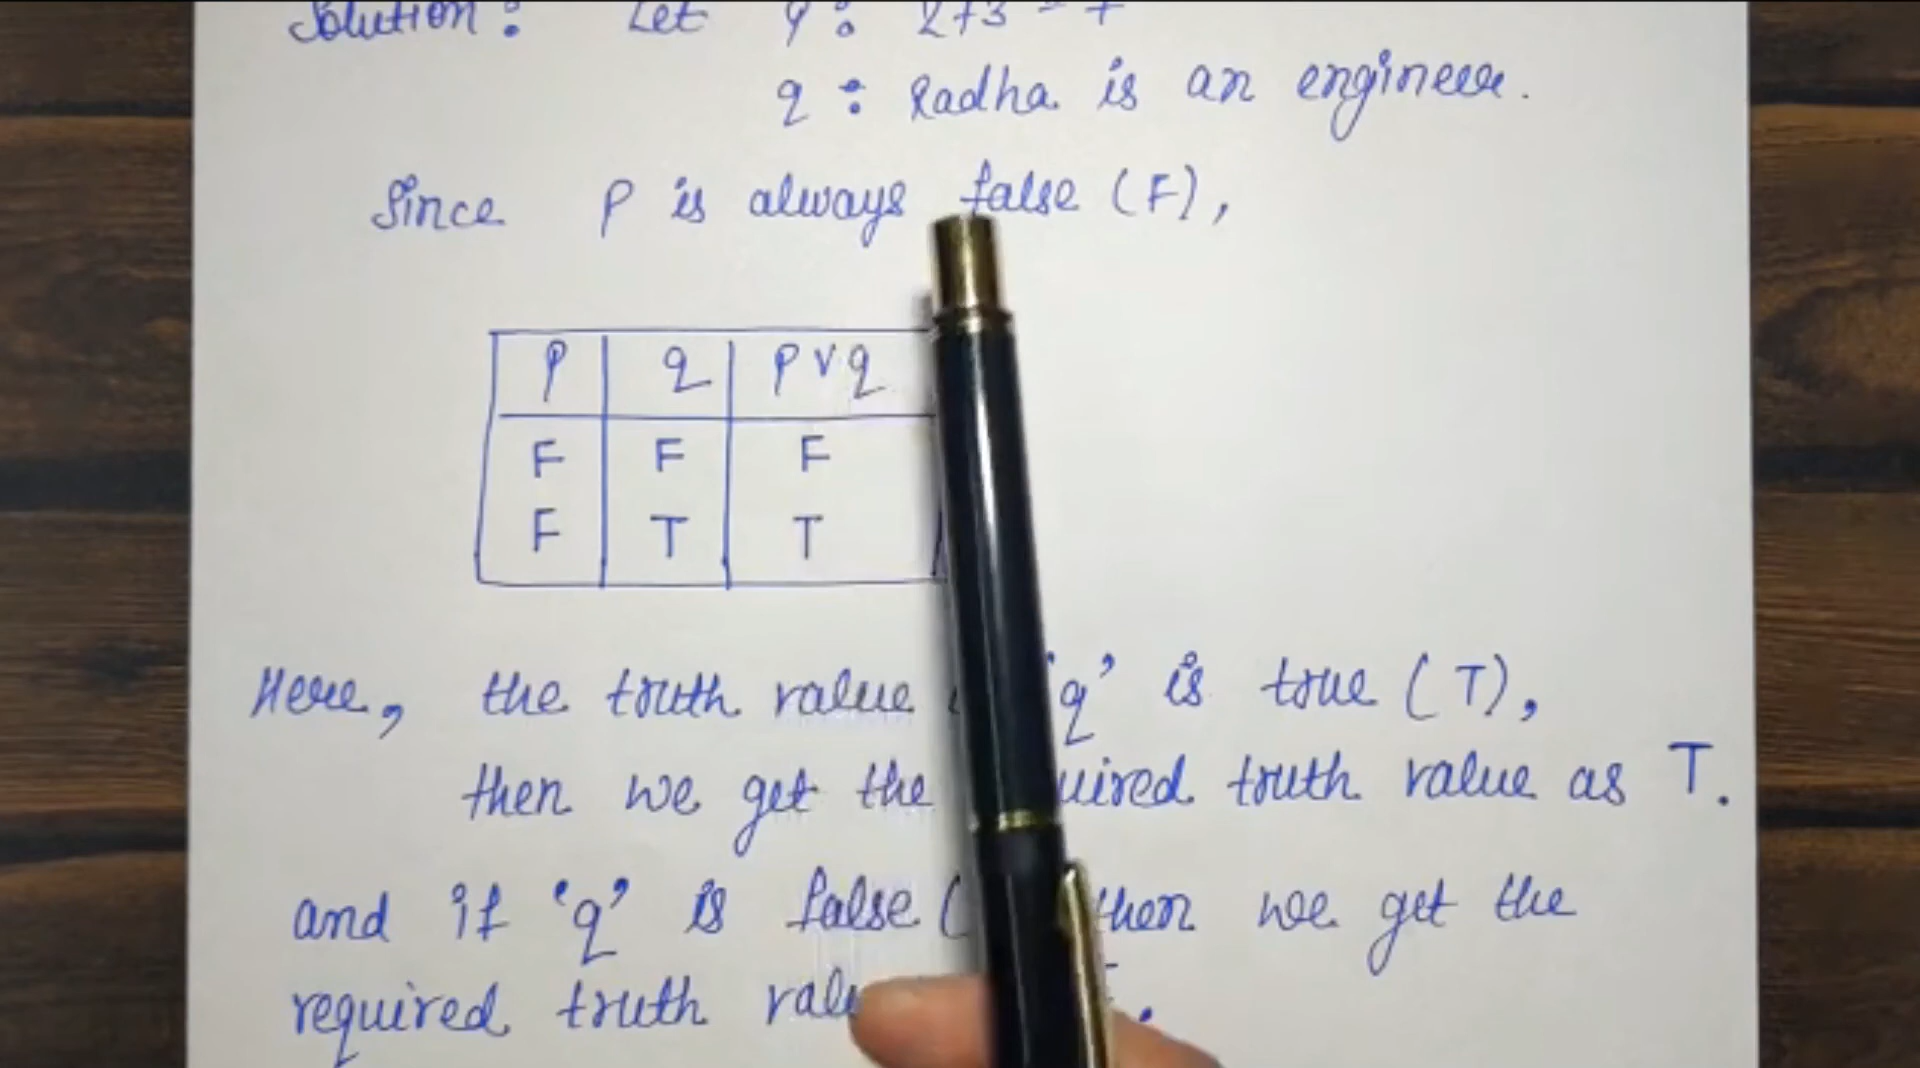 Solution : Let
q : Radha is an engineer.
Since p is always false (F),
p q p v q
F F F
F T T
Here, the truth value 'q' is true (T),
then we get the truth value as T.
and if 'q' is false ( then we get the
required truth